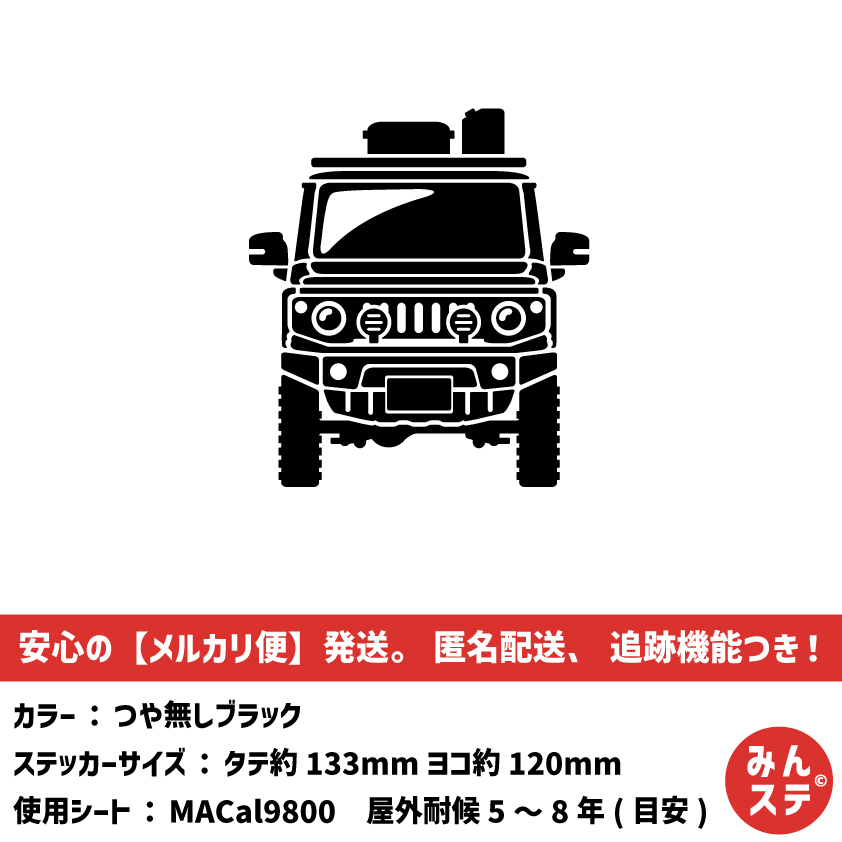 安心の【メルカリ便】発送。 匿名配送、 追跡機能つき!
カラー : つや無しブラック
ステッカーサイズ : タテ約 133mm ヨコ約 120mm
使用シート : MACal9800　屋外耐候 5 〜 8 年 ( 目安 )
みん
ステ©